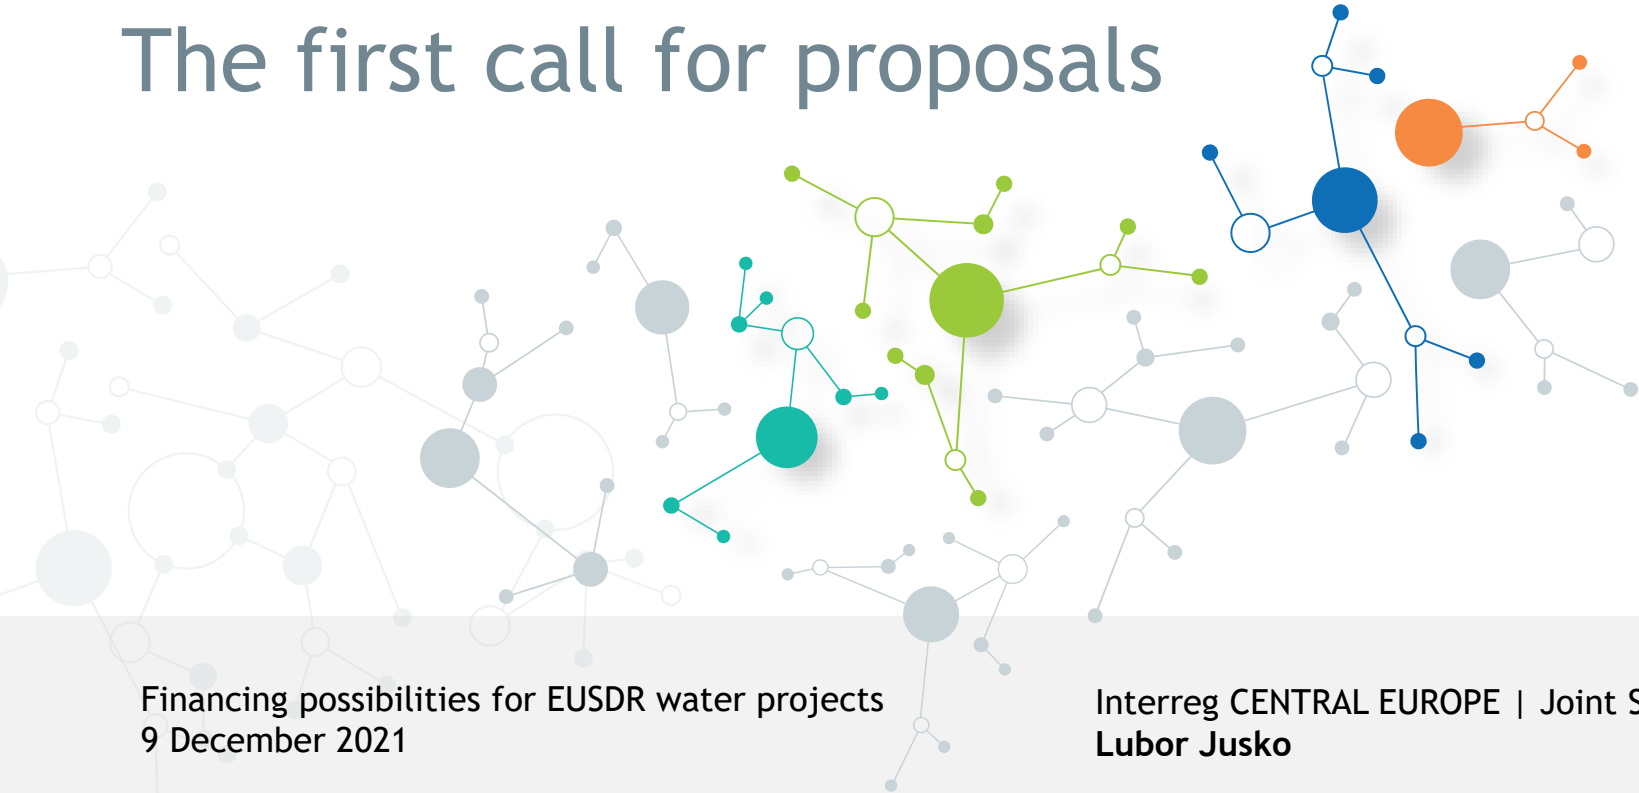 The first call for proposals
Financing possibilities for EUSDR water projects
9 December 2021
Interreg CENTRAL EUROPE | Joint S
Lubor Jusko